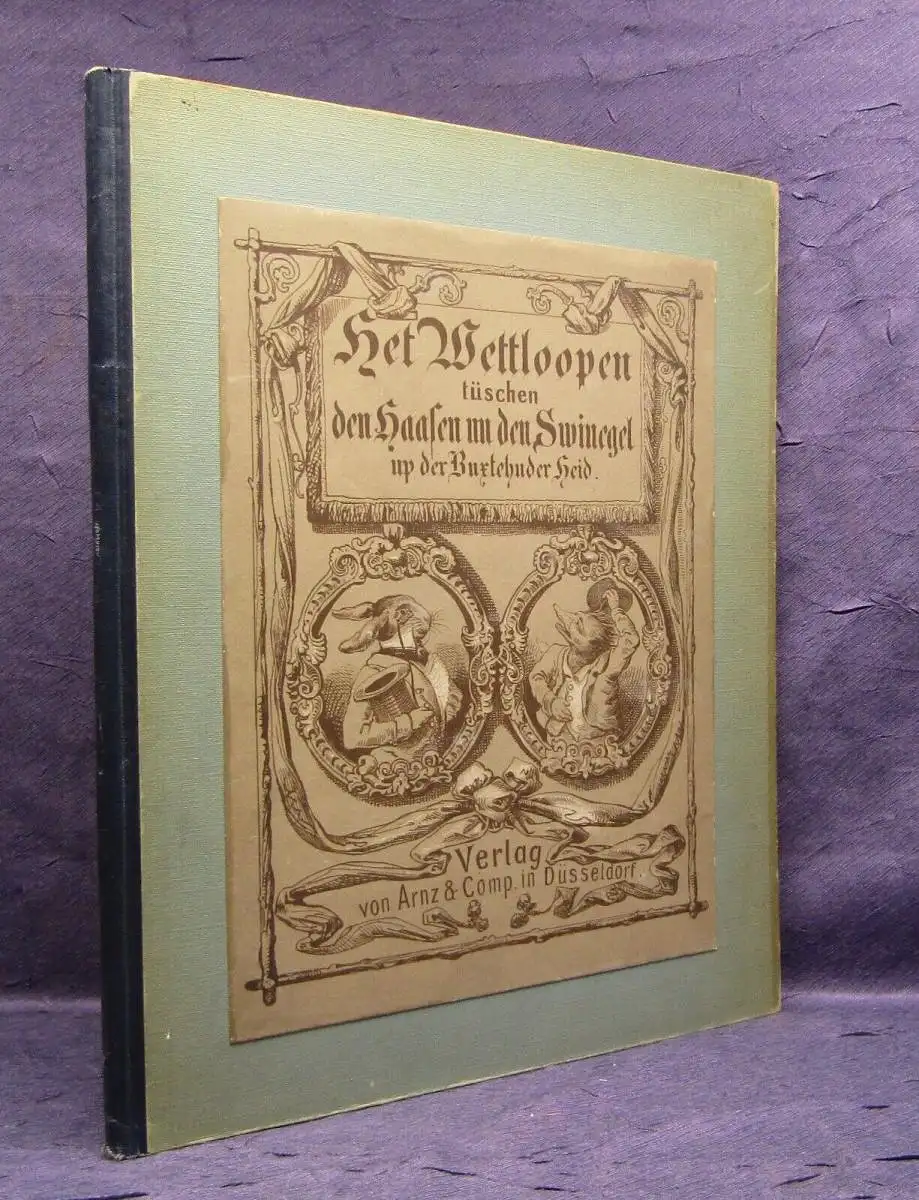 Het Wettloopen
tüschen
den Haasen un den Swinegel
up der Buxtehuder Heid.
Verlag
von Arnz & Comp. in Düsseldorf.